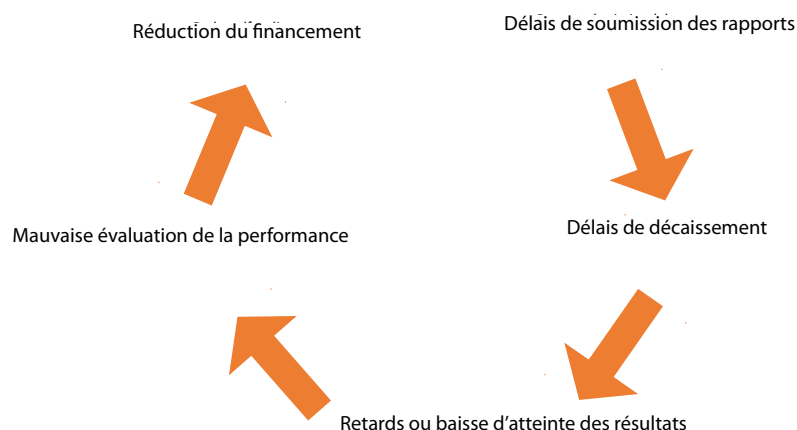 Réduction du financement
Délais de soumission des rapports
Mauvaise évaluation de la performance
Délais de décaissement
Retards ou baisse d’atteinte des résultats